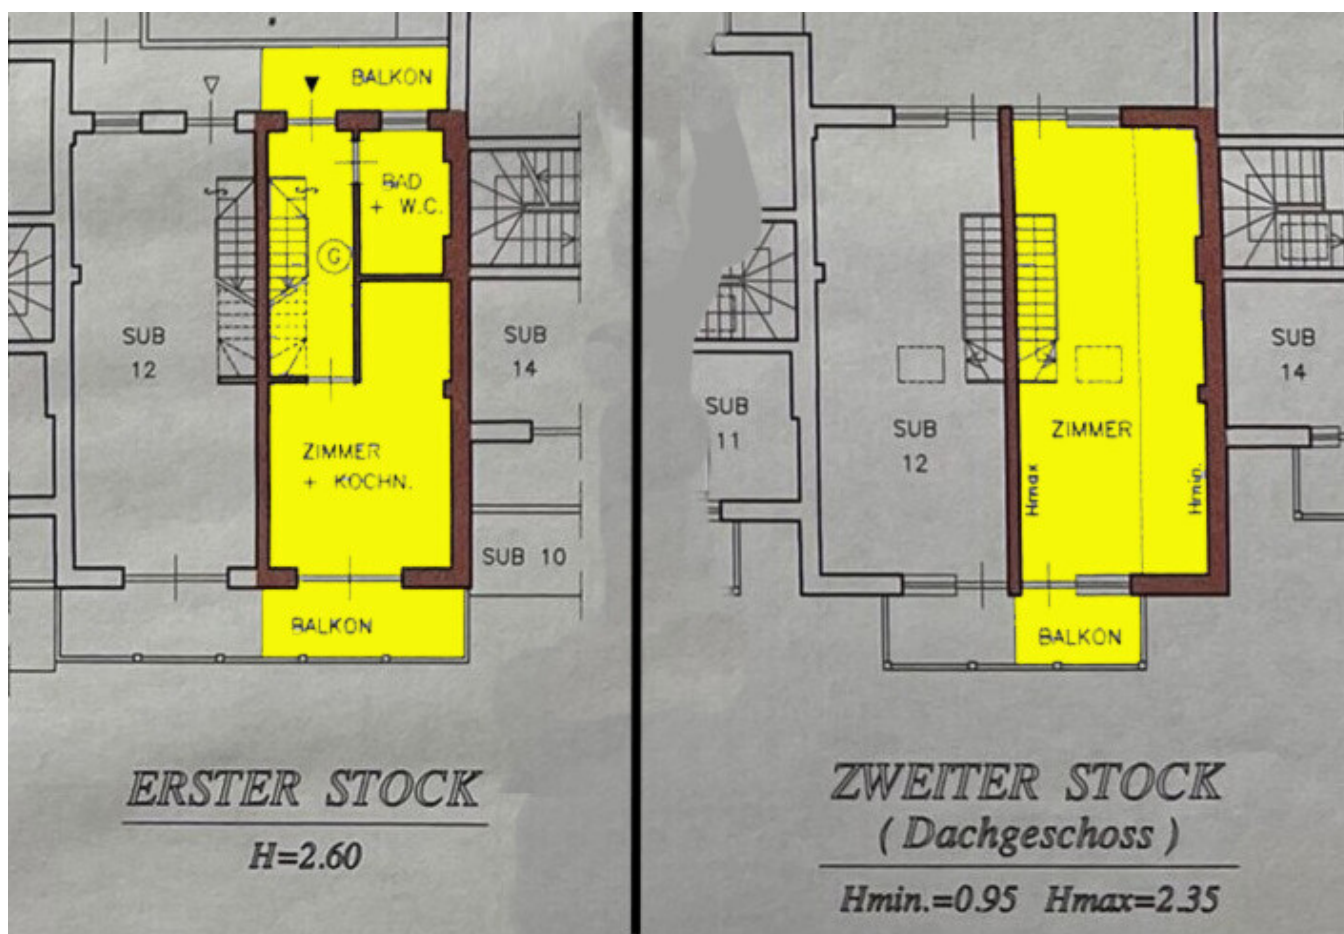 BALKON
BAD
+ W.C.
G
SUB
12
SUB
14
ZIMMER
+ KOCHN.
SUB 10
BALKON
ERSTER STOCK
H=2.60
SUB
14
SUB
11
SUB
12
ZIMMER
Hmax
Hmin.
BALKON
ZWEITER STOCK
( Dachgeschoss )
Hmin.=0.95 Hmax=2.35